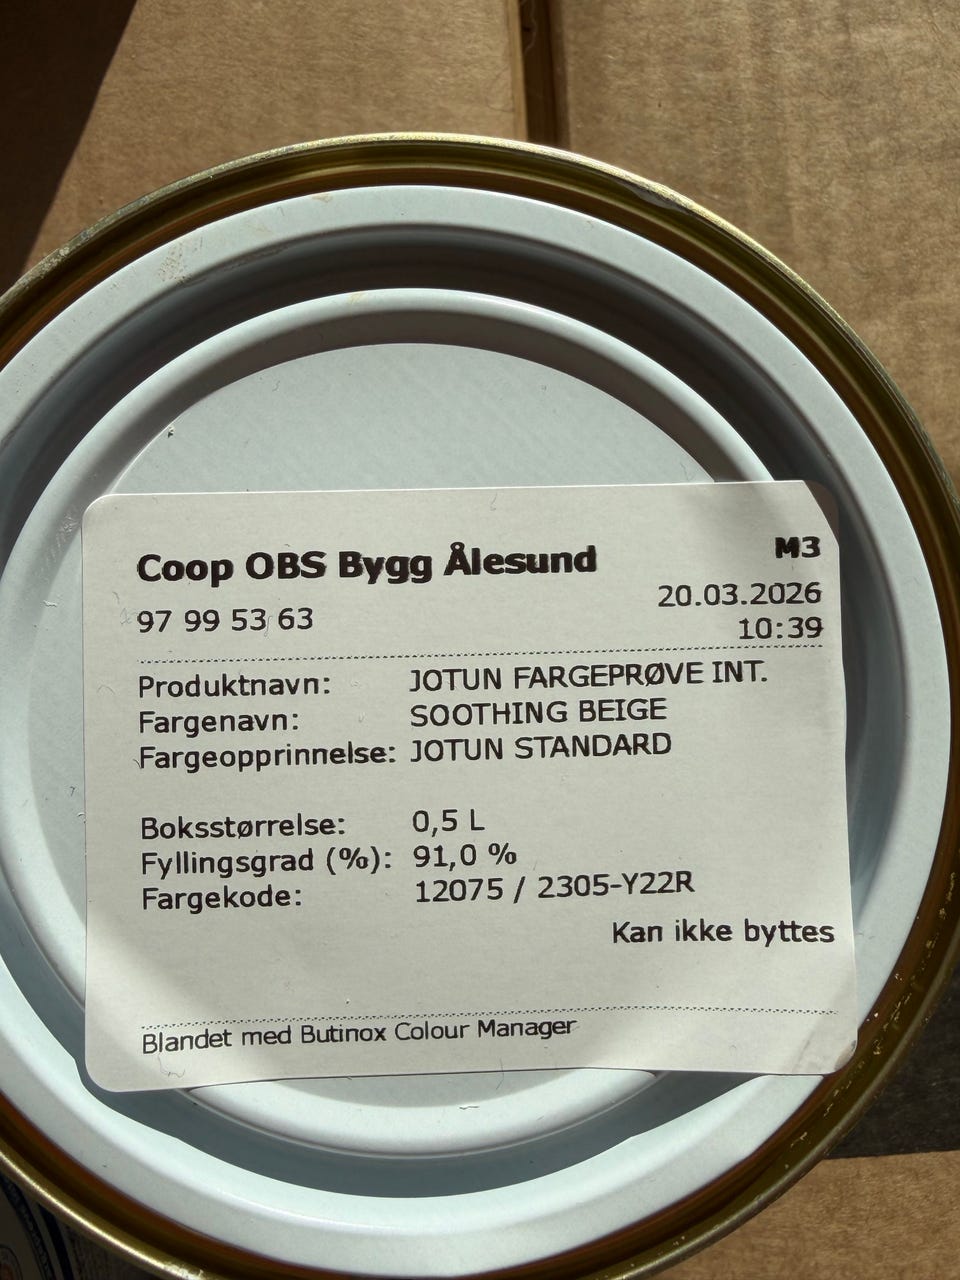 Coop OBS Bygg Ålesund
M3
97 99 53 63
20.03.2026
10:39
Produktnavn: JOTUN FARGEPRØVE INT.
Fargenavn: SOOTHING BEIGE
Fargeopprinnelse: JOTUN STANDARD
Boksstørrelse: 0,5 L
Fyllingsgrad (%): 91,0 %
Fargekode: 12075 / 2305-Y22R
Kan ikke byttes
Blandet med Butinox Colour Manager